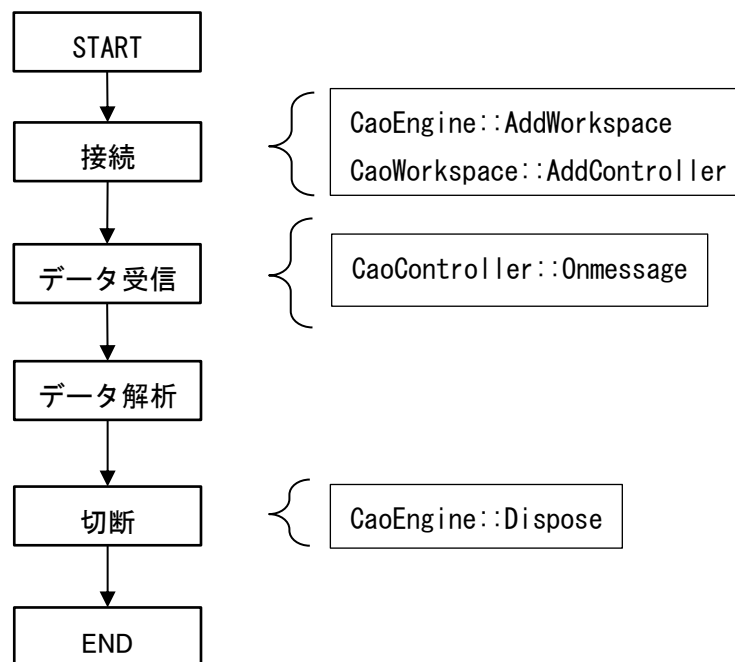 START
接続
CaoEngine::AddWorkspace
CaoWorkspace::AddController
データ受信
CaoController::Onmessage
データ解析
切断
CaoEngine::Dispose
END